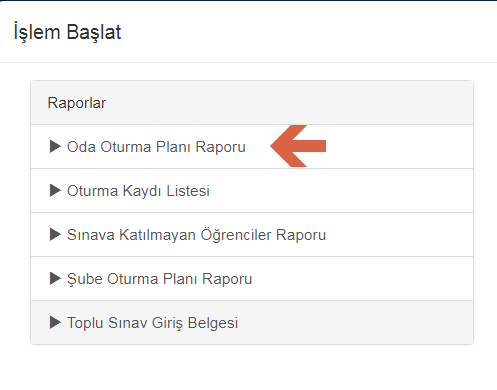 İşlem Başlat
Raporlar
Oda Oturma Planı Raporu
Oturma Kaydı Listesi
Sınava Katılmayan Öğrenciler Raporu
Şube Oturma Planı Raporu
Toplu Sınav Giriş Belgesi